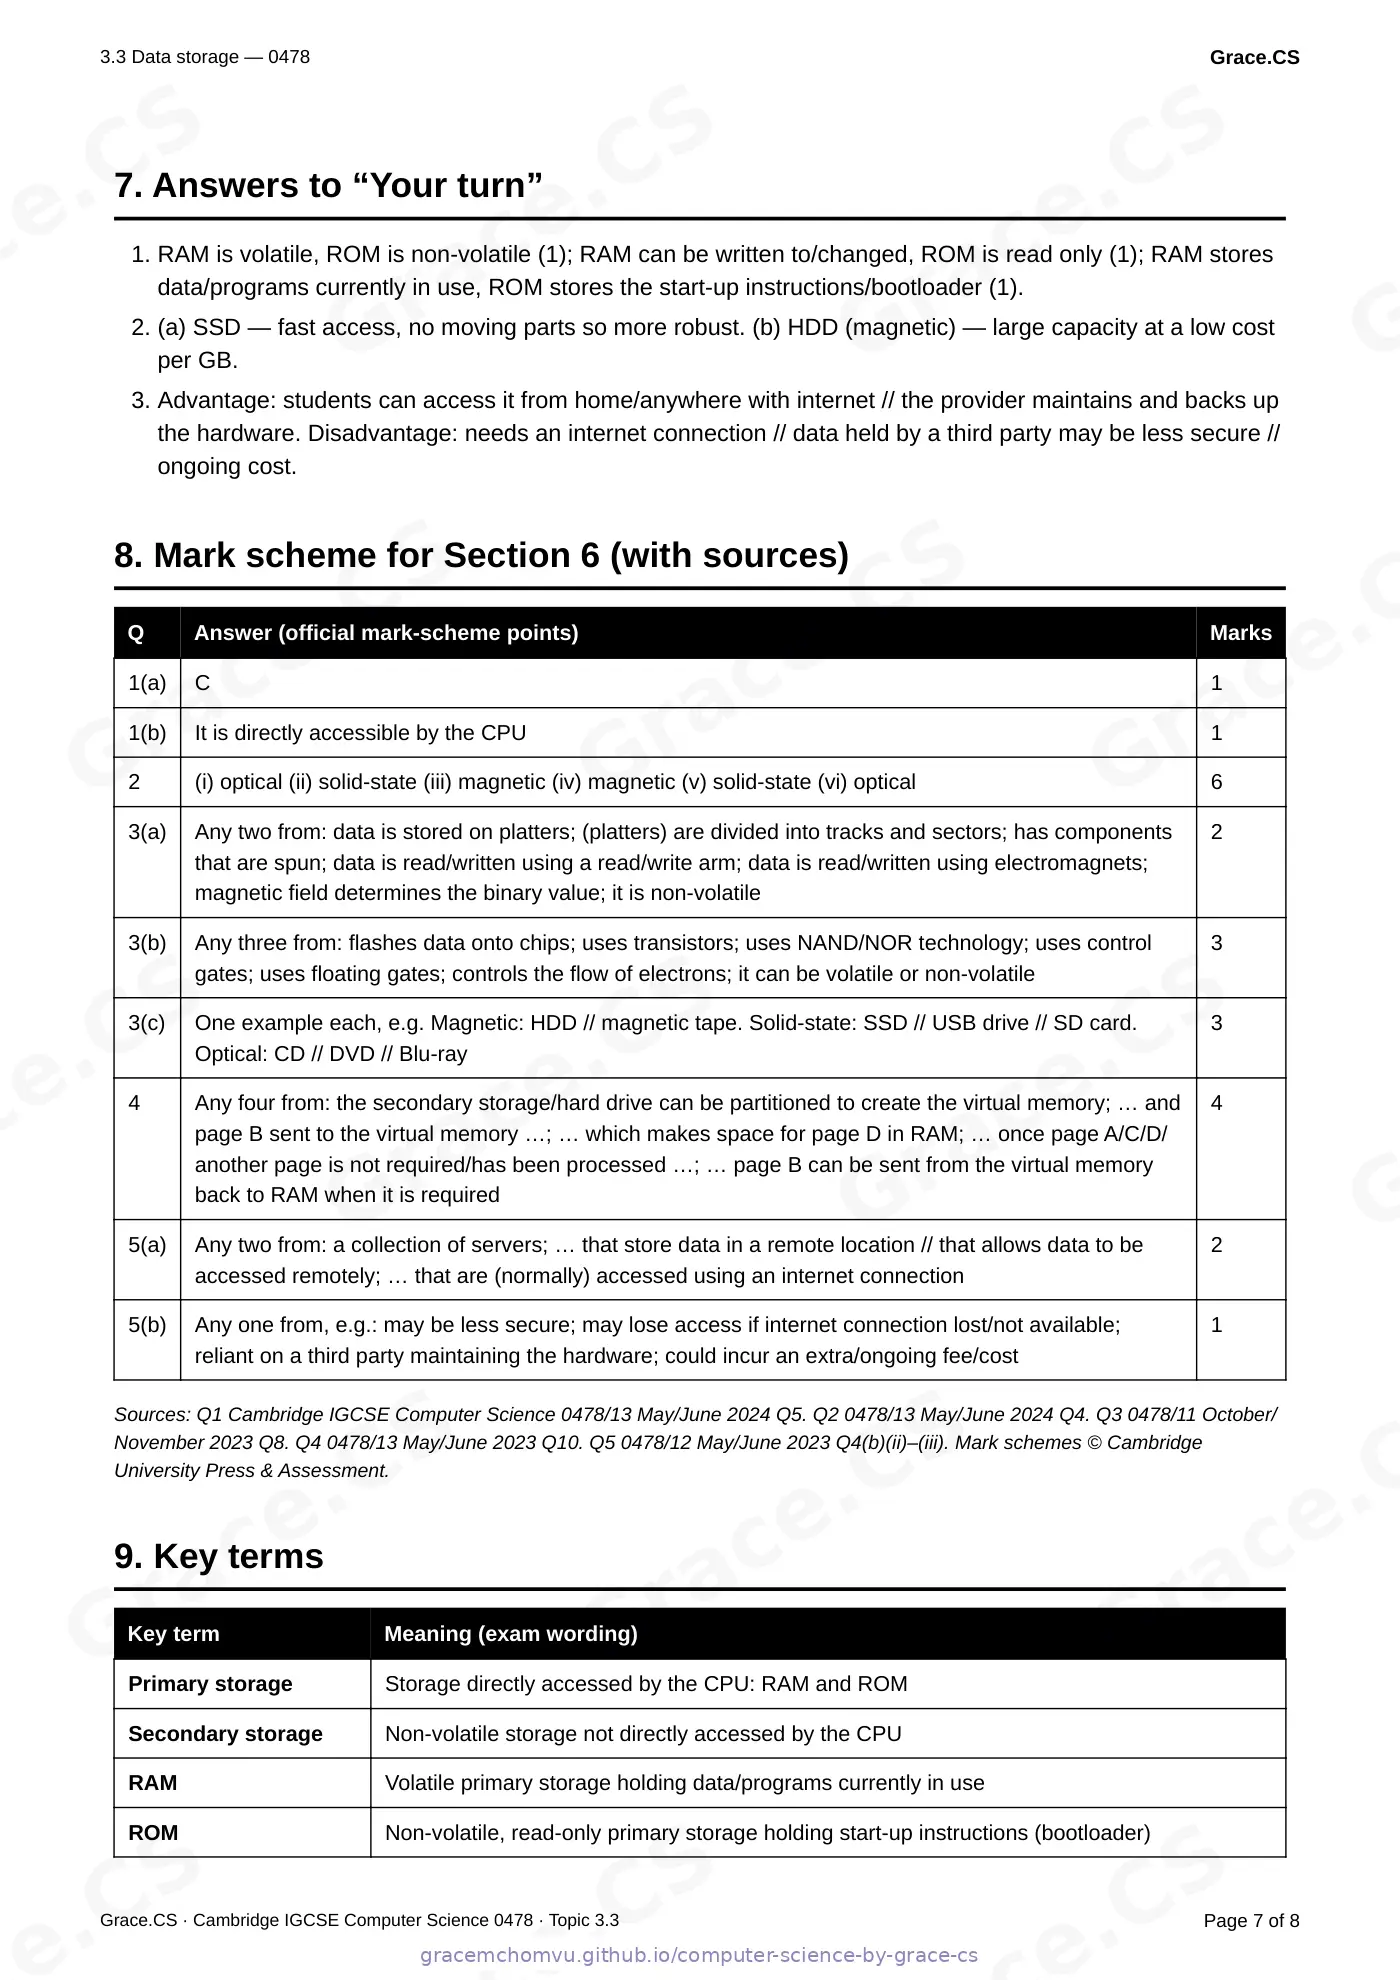 3.3 Data storage — 0478
Grace.CS
7. Answers to “Your turn”
1. RAM is volatile, ROM is non-volatile (1); RAM can be written to/changed, ROM is read only (1); RAM stores
data/programs currently in use, ROM stores the start-up instructions/bootloader (1).
2. (a) SSD — fast access, no moving parts so more robust. (b) HDD (magnetic) — large capacity at a low cost
per GB.
3. Advantage: students can access it from home/anywhere with internet // the provider maintains and backs up
the hardware. Disadvantage: needs an internet connection // data held by a third party may be less secure //
ongoing cost.
8. Mark scheme for Section 6 (with sources)
Q Answer (official mark-scheme points) Marks
1(a) C 1
1(b) It is directly accessible by the CPU 1
2 (i) optical (ii) solid-state (iii) magnetic (iv) magnetic (v) solid-state (vi) optical 6
3(a) Any two from: data is stored on platters; (platters) are divided into tracks and sectors; has components 2
that are spun; data is read/written using a read/write arm; data is read/written using electromagnets;
magnetic field determines the binary value; it is non-volatile
3(b) Any three from: flashes data onto chips; uses transistors; uses NAND/NOR technology; uses control 3
gates; uses floating gates; controls the flow of electrons; it can be volatile or non-volatile
3(c) One example each, e.g. Magnetic: HDD // magnetic tape. Solid-state: SSD // USB drive // SD card. 3
Optical: CD // DVD // Blu-ray
4 Any four from: the secondary storage/hard drive can be partitioned to create the virtual memory; … and 4
page B sent to the virtual memory …; … which makes space for page D in RAM; … once page A/C/D/
another page is not required/has been processed …; … page B can be sent from the virtual memory
back to RAM when it is required
5(a) Any two from: a collection of servers; … that store data in a remote location // that allows data to be 2
accessed remotely; … that are (normally) accessed using an internet connection
5(b) Any one from, e.g.: may be less secure; may lose access if internet connection lost/not available; 1
reliant on a third party maintaining the hardware; could incur an extra/ongoing fee/cost
Sources: Q1 Cambridge IGCSE Computer Science 0478/13 May/June 2024 Q5. Q2 0478/13 May/June 2024 Q4. Q3 0478/11 October/
November 2023 Q8. Q4 0478/13 May/June 2023 Q10. Q5 0478/12 May/June 2023 Q4(b)(ii)–(iii). Mark schemes © Cambridge
University Press & Assessment.
9. Key terms
Key term Meaning (exam wording)
Primary storage Storage directly accessed by the CPU: RAM and ROM
Secondary storage Non-volatile storage not directly accessed by the CPU
RAM Volatile primary storage holding data/programs currently in use
ROM Non-volatile, read-only primary storage holding start-up instructions (bootloader)
Grace.CS · Cambridge IGCSE Computer Science 0478 · Topic 3.3
Page 7 of 8
gracemchomvu.github.io/computer-science-by-grace-cs